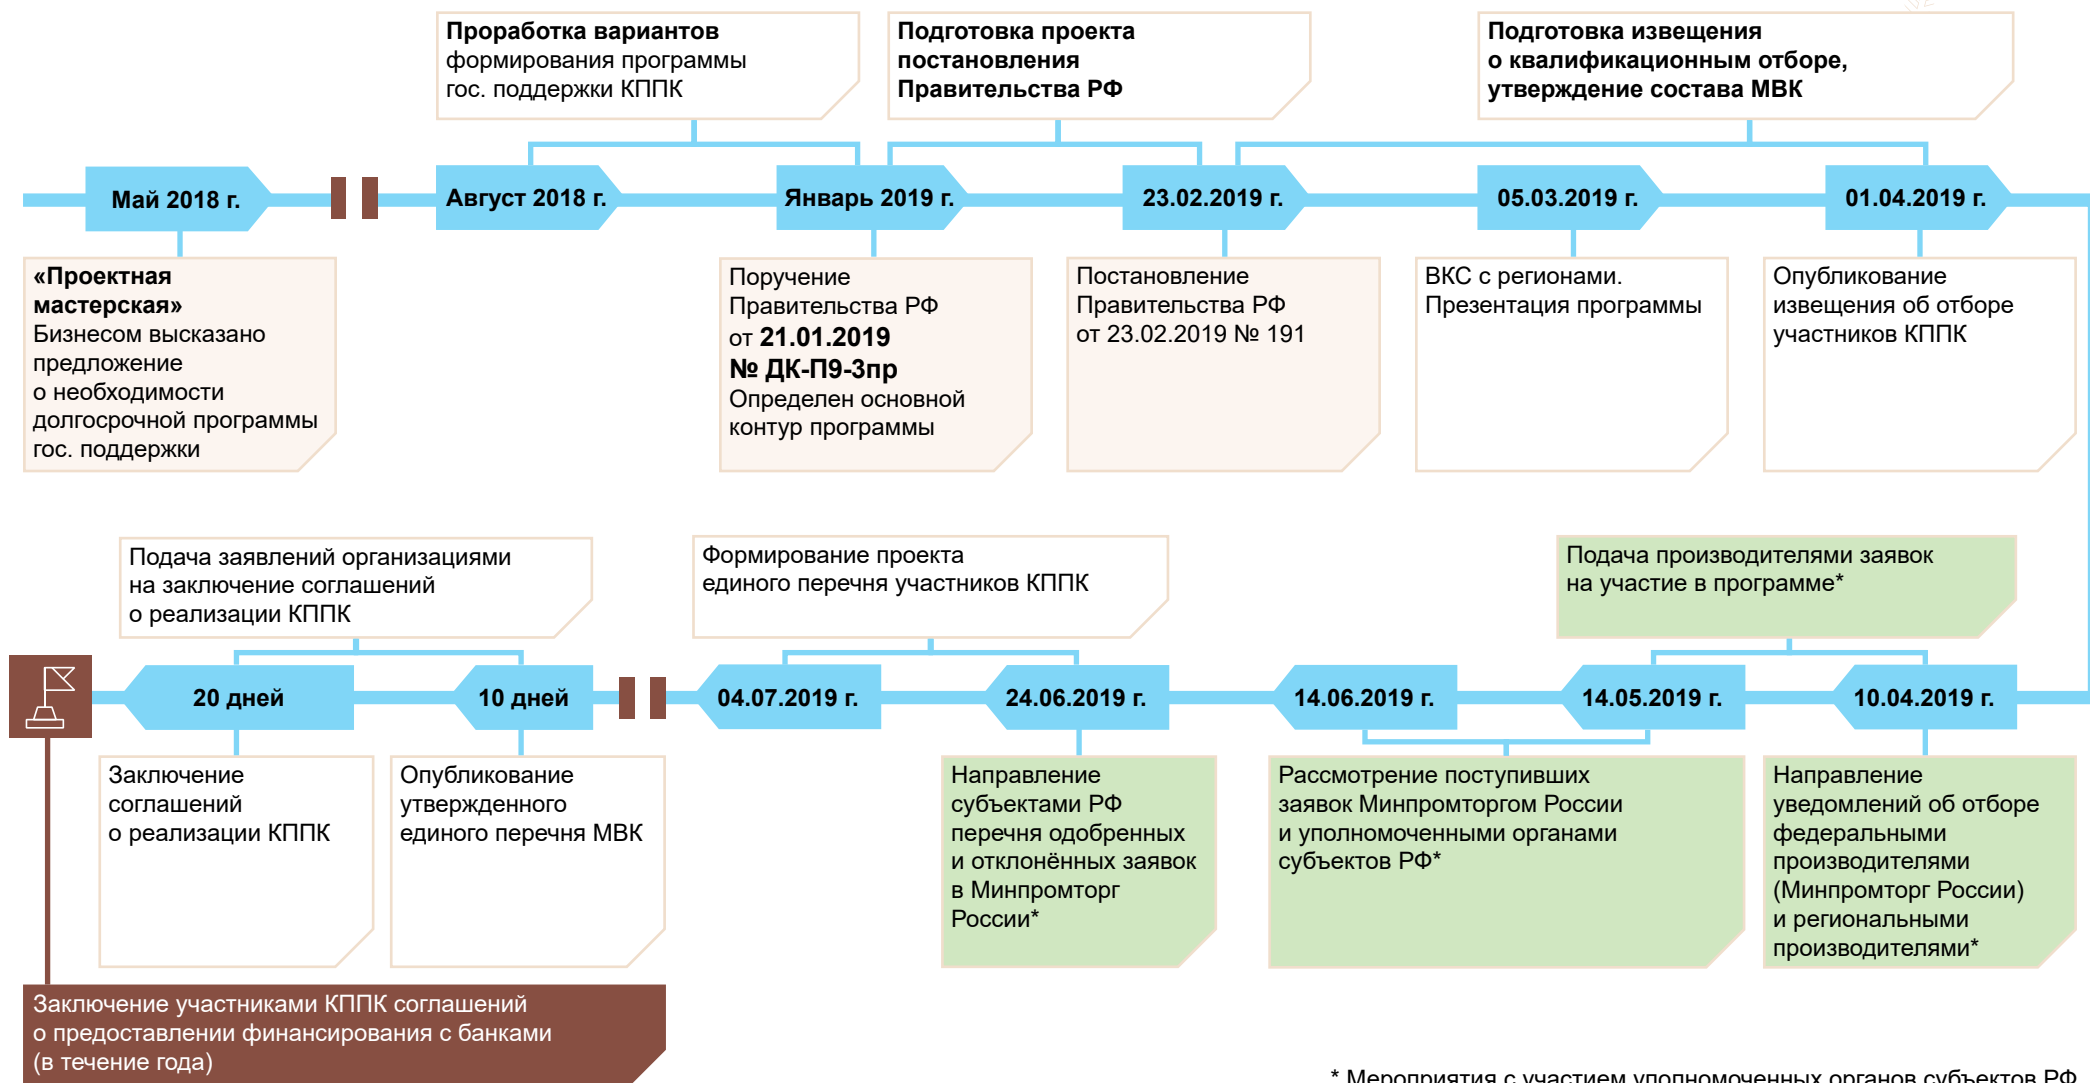 Проработка вариантов
формирования программы
гос. поддержки КППК
Подготовка проекта
постановления
Правительства РФ
Подготовка извещения
о квалификационным отборе,
утверждение состава МВК
Май 2018 г.
Август 2018 г.
Январь 2019 г.
23.02.2019 г.
05.03.2019 г.
01.04.2019 г.
«Проектная
мастерская»
Бизнесом высказано
предложение
о необходимости
долгосрочной программы
гос. поддержки
Поручение
Правительства РФ
от 21.01.2019
№ ДК-П9-3пр
Определен основной
контур программы
Постановление
Правительства РФ
от 23.02.2019 № 191
ВКС с регионами.
Презентация программы
Опубликование
извещения об отборе
участников КППК
Подача заявлений организациями
на заключение соглашений
о реализации КППК
Формирование проекта
единого перечня участников КППК
Подача производителями заявок
на участие в программе*
20 дней
10 дней
04.07.2019 г.
24.06.2019 г.
14.06.2019 г.
14.05.2019 г.
10.04.2019 г.
Заключение
соглашений
о реализации КППК
Опубликование
утвержденного
единого перечня МВК
Направление
субъектами РФ
перечня одобренных
и отклонённых заявок
в Минпромторг
России*
Рассмотрение поступивших
заявок Минпромторгом России
и уполномоченными органами
субъектов РФ*
Направление
уведомлений об отборе
федеральными
производителями
(Минпромторг России)
и региональными
производителями*
Заключение участниками КППК соглашений
о предоставлении финансирования с банками
(в течение года)
* Мероприятия с участием уполномоченных органов субъектов РФ